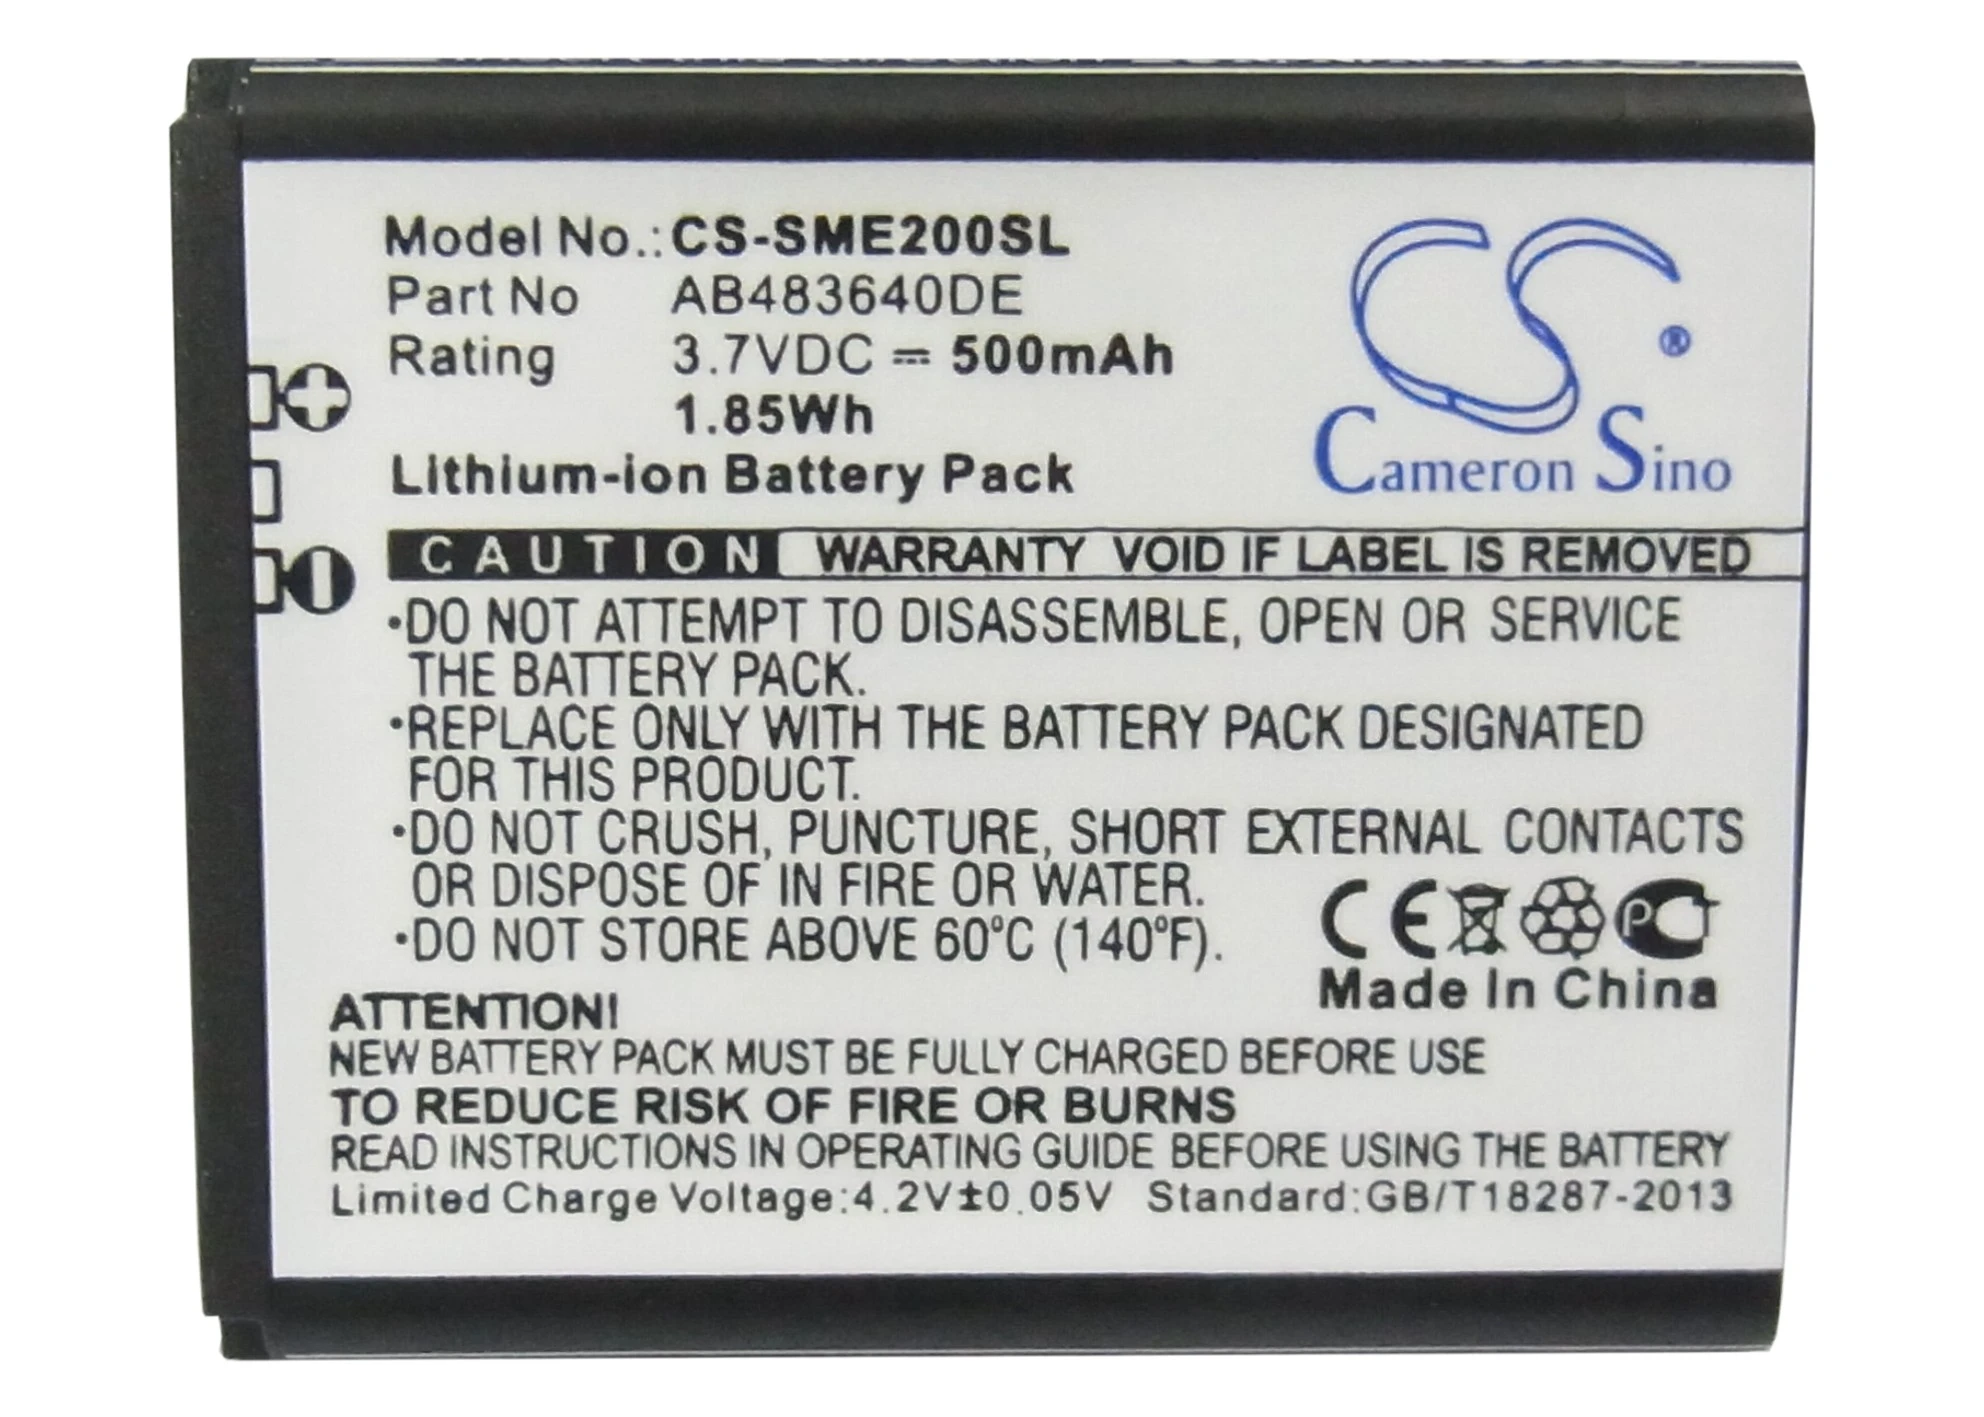 Model No.: CS-SME200SL
Part No AB483640DE
Rating 3.7VDC ⎓ 500mAh
1.85Wh
Lithium-ion Battery Pack
CS ®
Cameron Sino
CAUTION WARRANTY VOID IF LABEL IS REMOVED
•DO NOT ATTEMPT TO DISASSEMBLE, OPEN OR SERVICE
THE BATTERY PACK.
•REPLACE ONLY WITH THE BATTERY PACK DESIGNATED
FOR THIS PRODUCT.
•DO NOT CRUSH, PUNCTURE, SHORT EXTERNAL CONTACTS
OR DISPOSE OF IN FIRE OR WATER.
•DO NOT STORE ABOVE 60°C (140°F).
CE PC
Made In China
ATTENTION!
NEW BATTERY PACK MUST BE FULLY CHARGED BEFORE USE
TO REDUCE RISK OF FIRE OR BURNS
READ INSTRUCTIONS IN OPERATING GUIDE BEFORE USING THE BATTERY
Limited Charge Voltage:4.2V±0.05V Standard:GB/T18287-2013